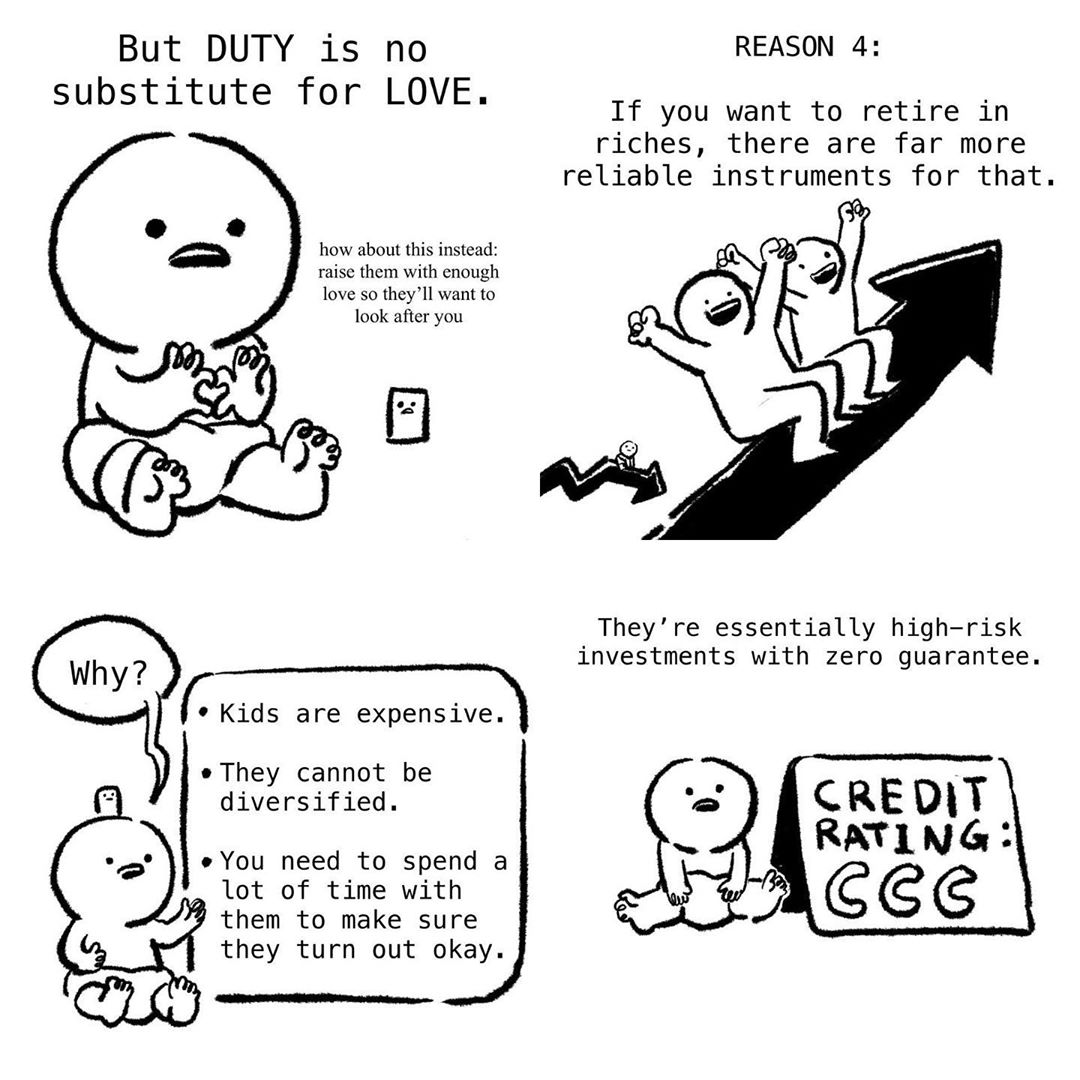 But DUTY is no
substitute for LOVE.
how about this instead:
raise them with enough
love so they’ll want to
look after you
REASON 4:
If you want to retire in
riches, there are far more
reliable instruments for that.
Why?
• Kids are expensive.
• They cannot be
diversified.
• You need to spend a
lot of time with
them to make sure
they turn out okay.
They’re essentially high–risk
investments with zero guarantee.
CREDIT
RATING:
CCC